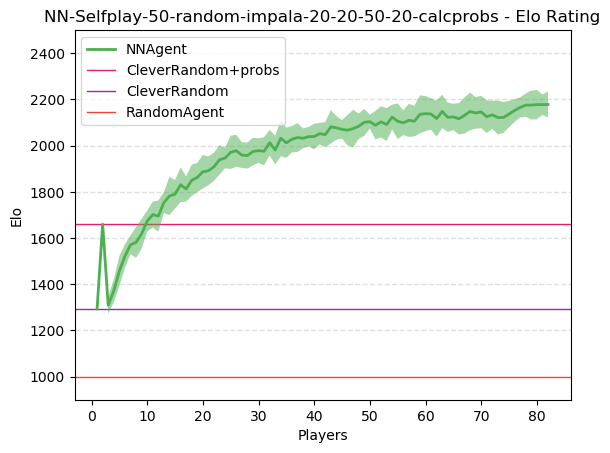 NN-Selfplay-50-random-impala-20-20-50-20-calcprobs - Elo Rating
NNAgent
CleverRandom+probs
CleverRandom
RandomAgent
2400
2200
2000
1800
1600
1400
1200
1000
Elo
0 10 20 30 40 50 60 70 80
Players